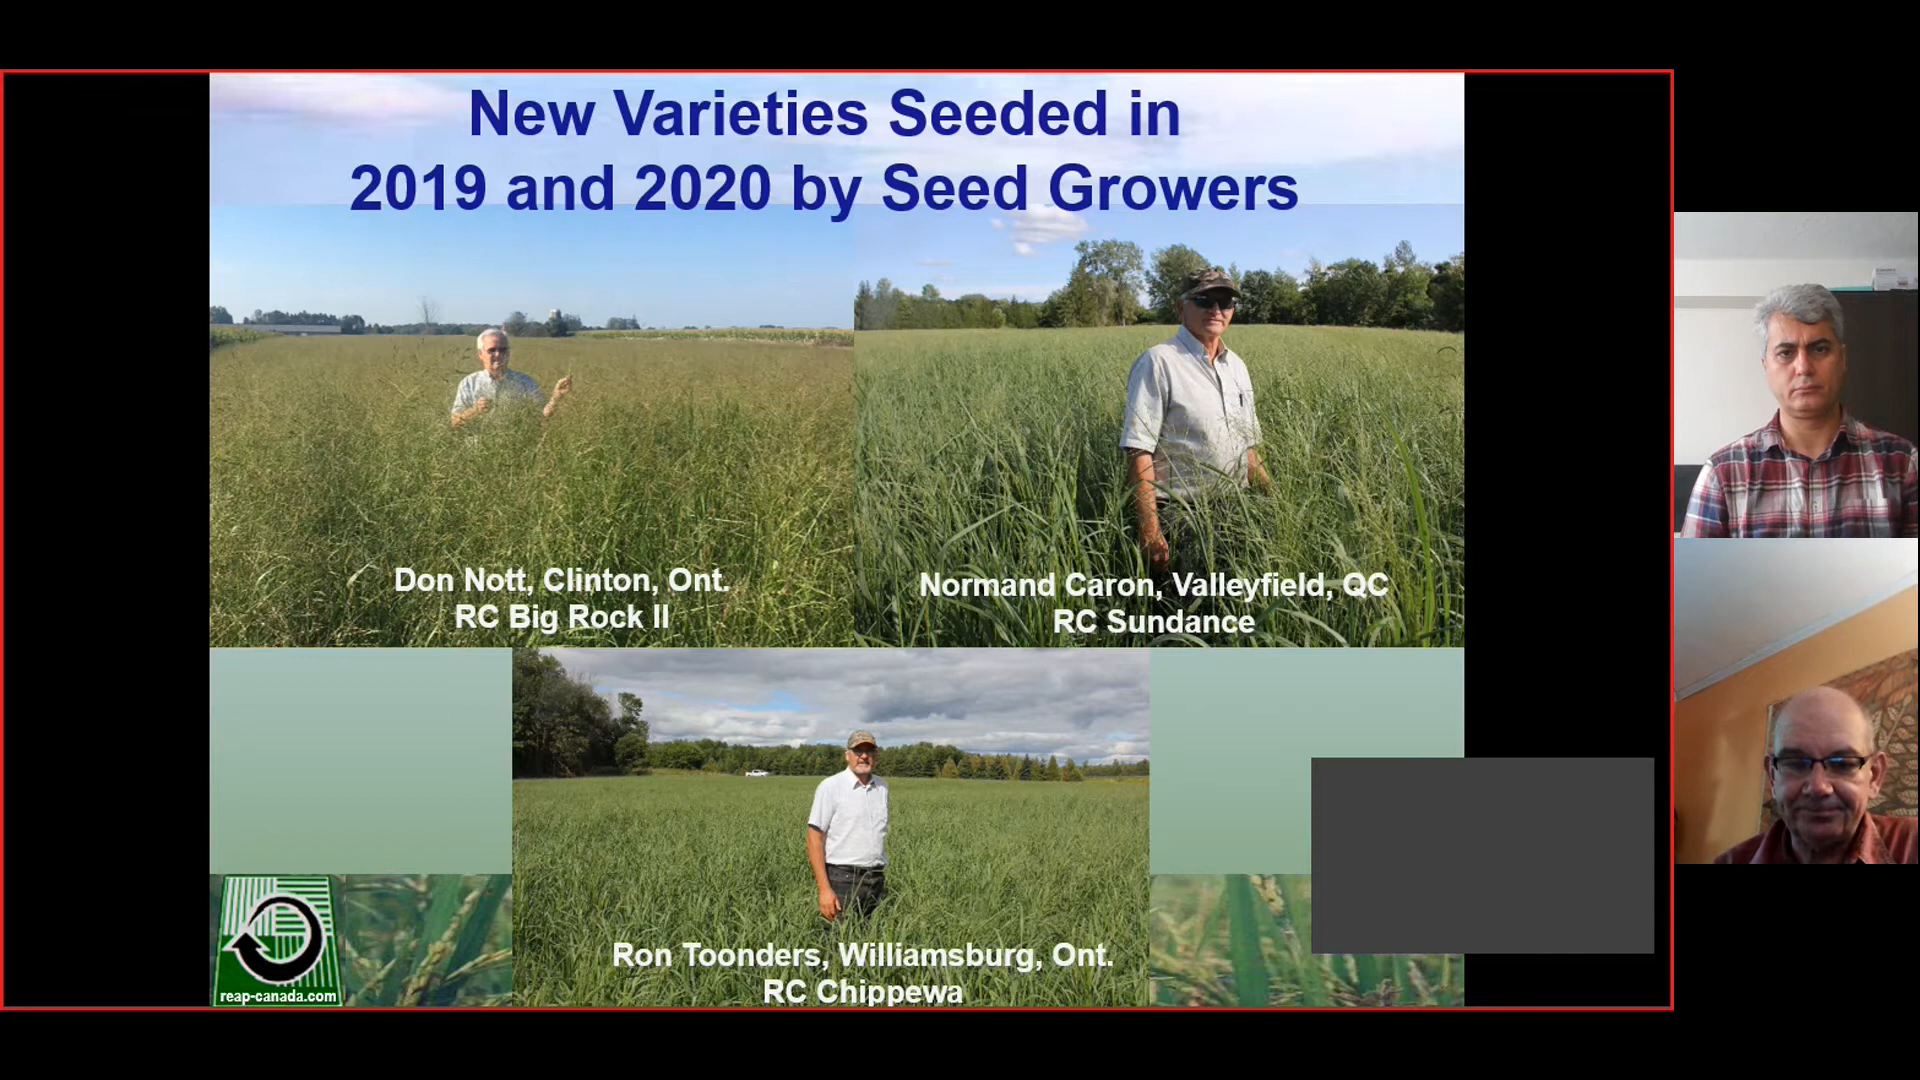 New Varieties Seeded in
2019 and 2020 by Seed Growers
Don Nott, Clinton, Ont.
RC Big Rock II
Normand Caron, Valleyfield, QC
RC Sundance
Ron Toonders, Williamsburg, Ont.
RC Chippewa
reap-canada.com